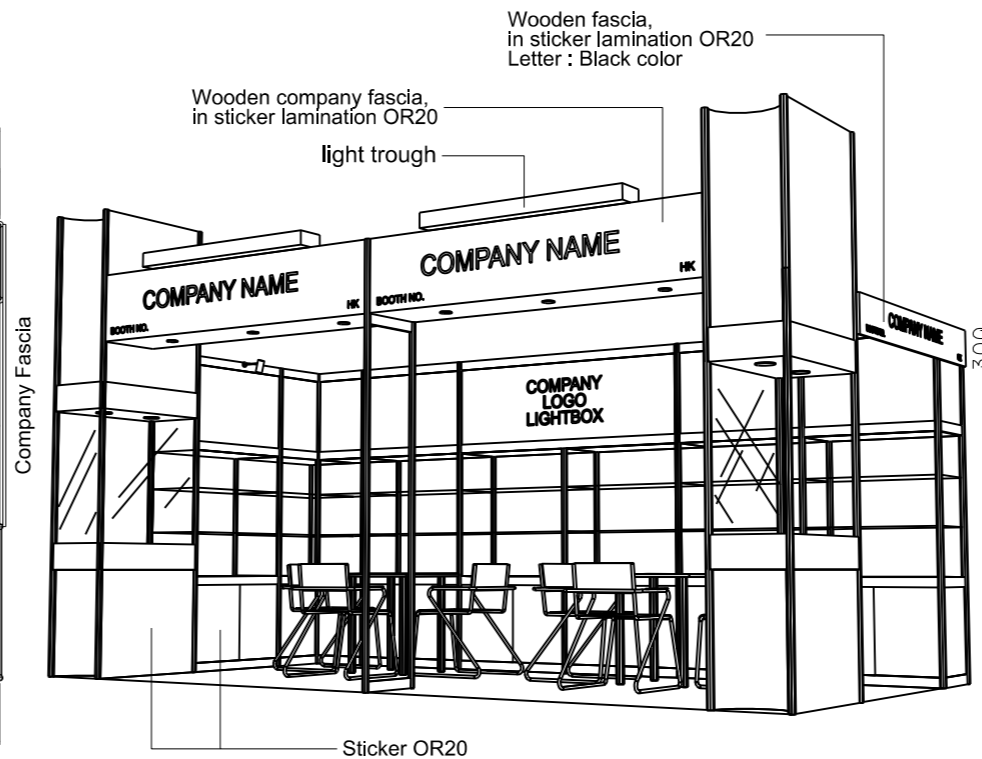 Wooden fascia,
in sticker lamination OR20
Letter : Black color
Wooden company fascia,
in sticker lamination OR20
light trough
COMPANY NAME
HK
BOOTH NO.
COMPANY NAME
HK
BOOTH NO.
COMPANY NAME
COMPANY
LOGO
LIGHTBOX
Company Fascia
Sticker OR20